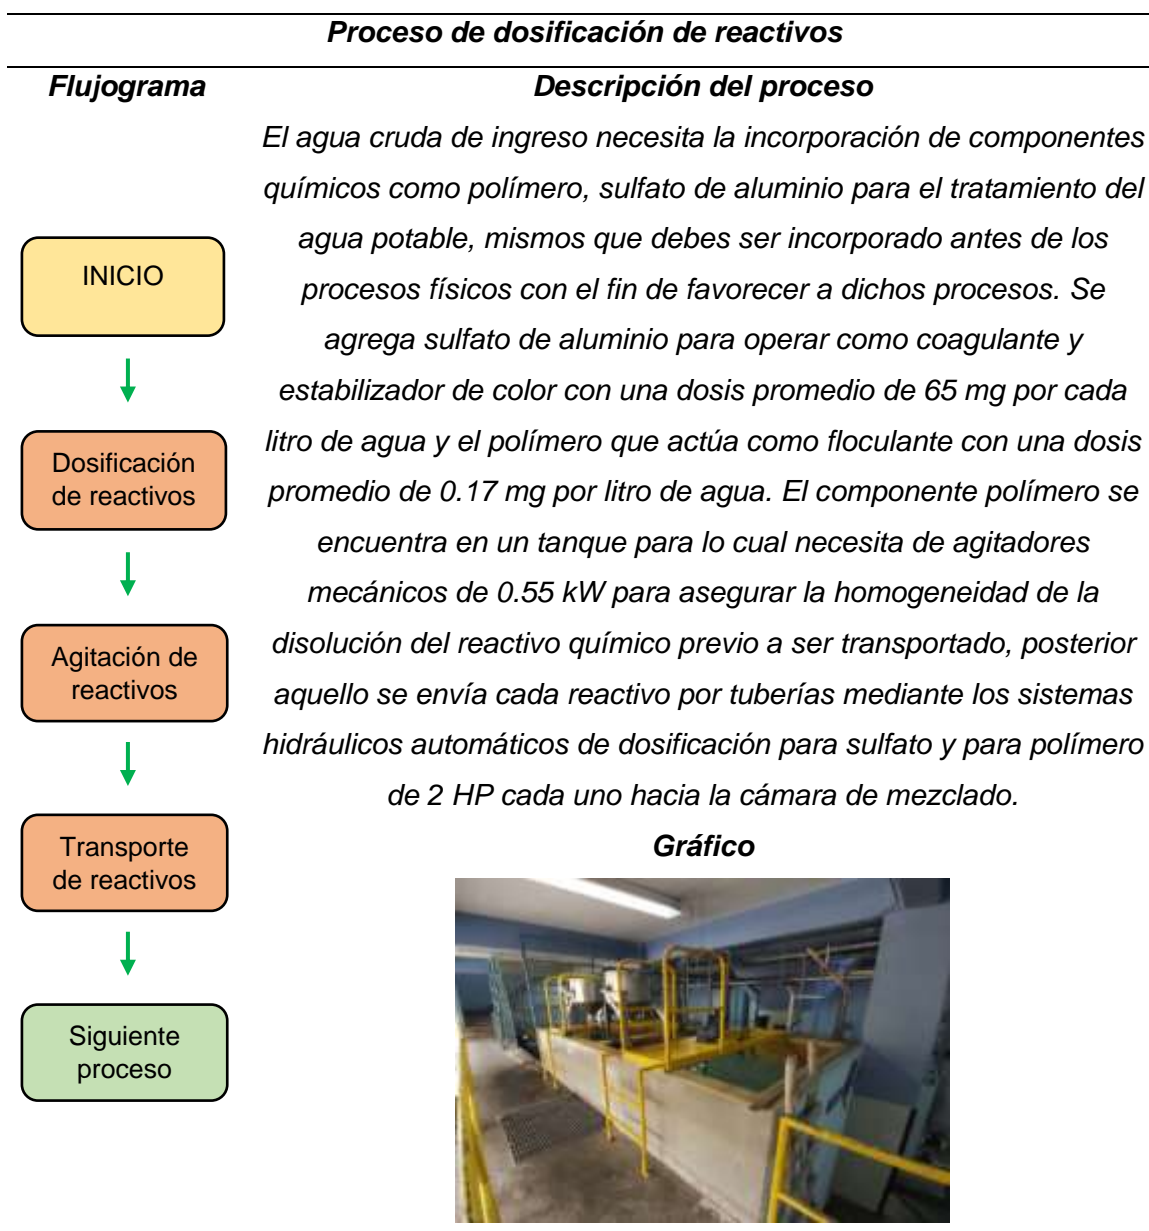 Proceso de dosificación de reactivos
Flujograma
Descripción del proceso
INICIO
Dosificación
de reactivos
Agitación de
reactivos
Transporte
de reactivos
Siguiente
proceso
El agua cruda de ingreso necesita la incorporación de componentes
químicos como polímero, sulfato de aluminio para el tratamiento del
agua potable, mismos que debes ser incorporado antes de los
procesos físicos con el fin de favorecer a dichos procesos. Se
agrega sulfato de aluminio para operar como coagulante y
estabilizador de color con una dosis promedio de 65 mg por cada
litro de agua y el polímero que actúa como floculante con una dosis
promedio de 0.17 mg por litro de agua. El componente polímero se
encuentra en un tanque para lo cual necesita de agitadores
mecánicos de 0.55 kW para asegurar la homogeneidad de la
disolución del reactivo químico previo a ser transportado, posterior
aquello se envía cada reactivo por tuberías mediante los sistemas
hidráulicos automáticos de dosificación para sulfato y para polímero
de 2 HP cada uno hacia la cámara de mezclado.
Gráfico